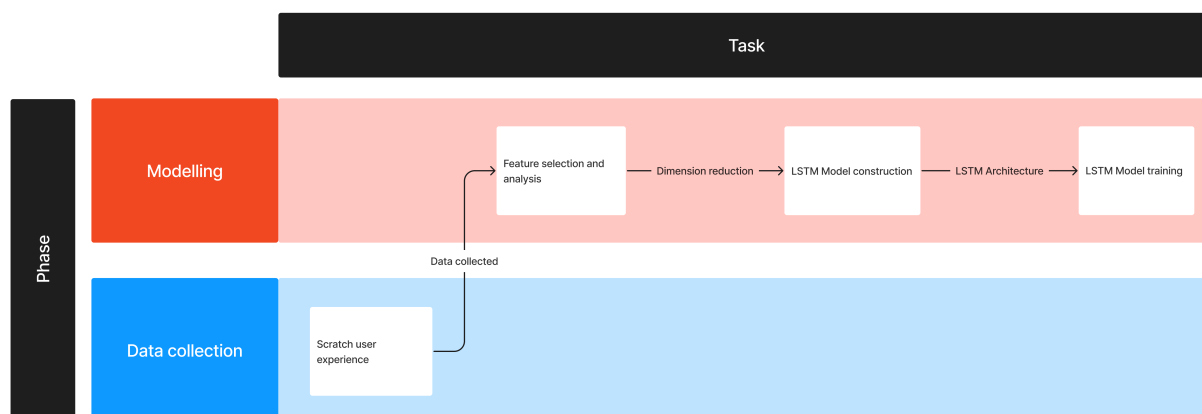 Task
Phase
Modelling
Feature selection and
analysis
Dimension reduction
LSTM Model construction
LSTM Architecture
LSTM Model training
Data collected
Data collection
Scratch user
experience